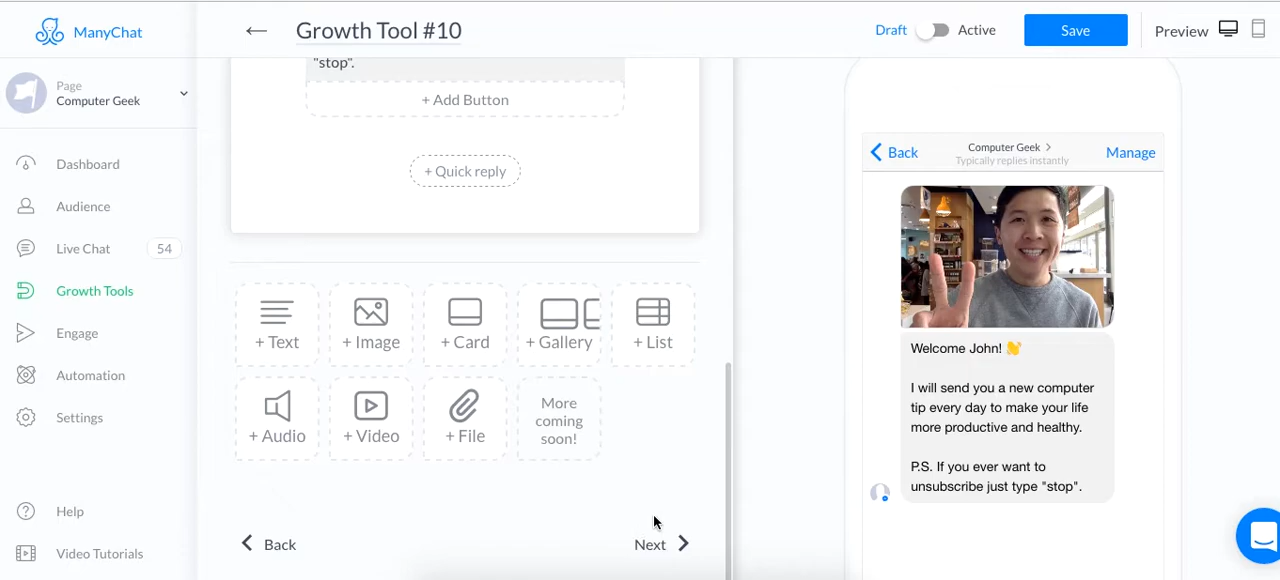 ManyChat
Growth Tool #10
Draft
Active
Save
Preview
Page
Computer Geek
Dashboard
Audience
Live Chat
54
Growth Tools
Engage
Automation
Settings
Help
Video Tutorials
"stop".
+ Add Button
+ Quick reply
+ Text
+ Image
+ Card
+ Gallery
+ List
+ Audio
+ Video
+ File
More
coming
soon!
Back
Next
Back
Computer Geek
Typically replies instantly
Manage
Welcome John! 👋
I will send you a new computer
tip every day to make your life
more productive and healthy.
P.S. If you ever want to
unsubscribe just type "stop".